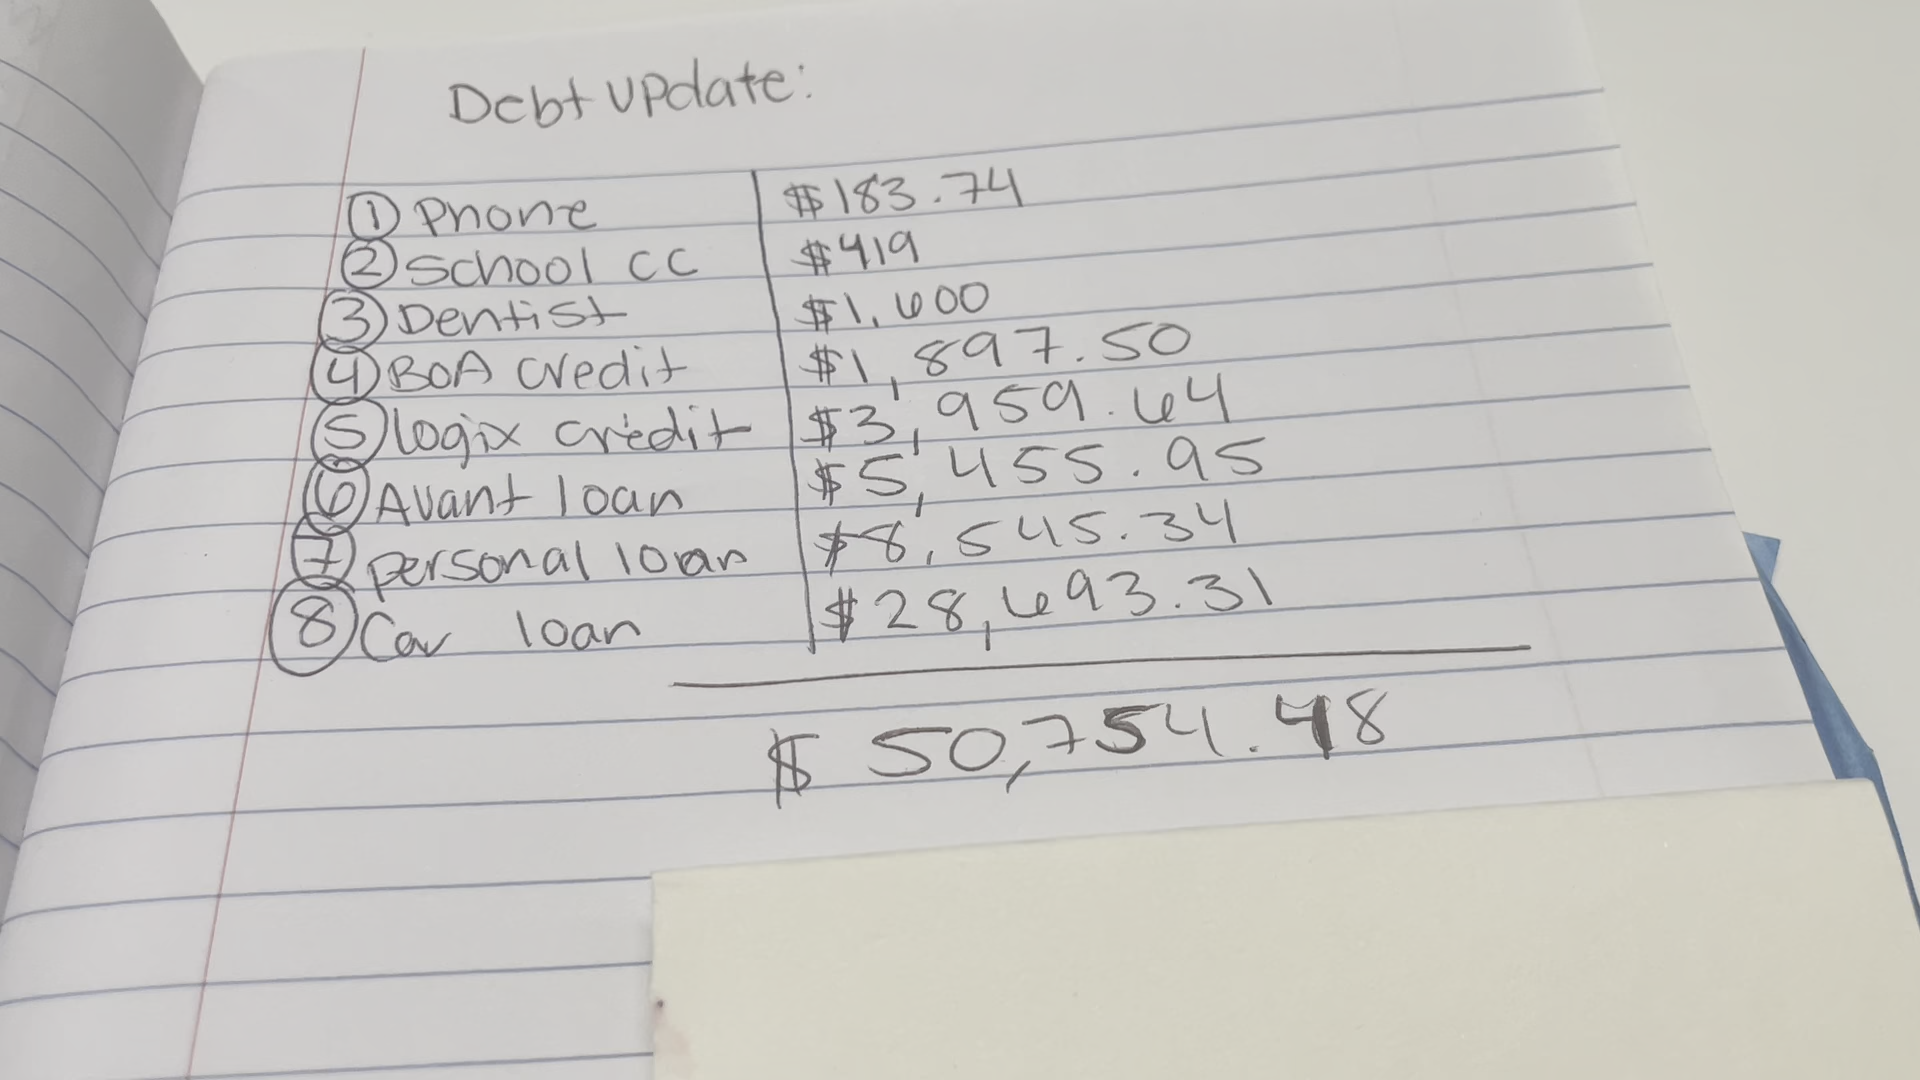 Debt update:
① Phone $183.74
② School CC $419
③ Dentist $1,600
④ BOA credit $1,897.50
⑤ logix credit $3,959.64
⑥ Avant loan $5,455.95
⑦ personal loan $8,545.34
⑧ Car loan $28,693.31
$50,754.48